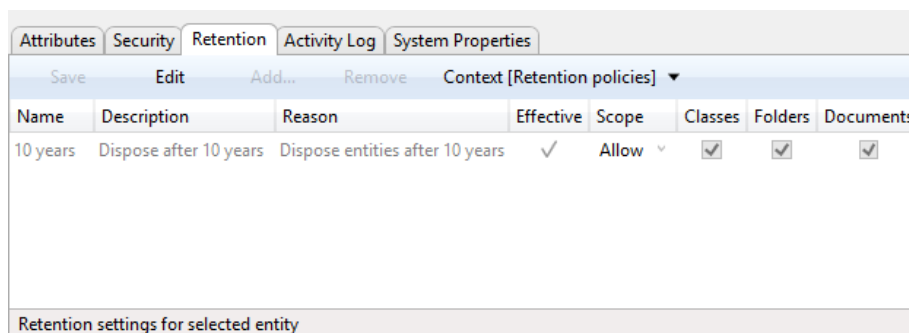 Attributes Security Retention Activity Log System Properties
Save Edit Add... Remove Context [Retention policies]
Name Description Reason Effective Scope Classes Folders Documents
10 years Dispose after 10 years Dispose entities after 10 years Allow
Retention settings for selected entity